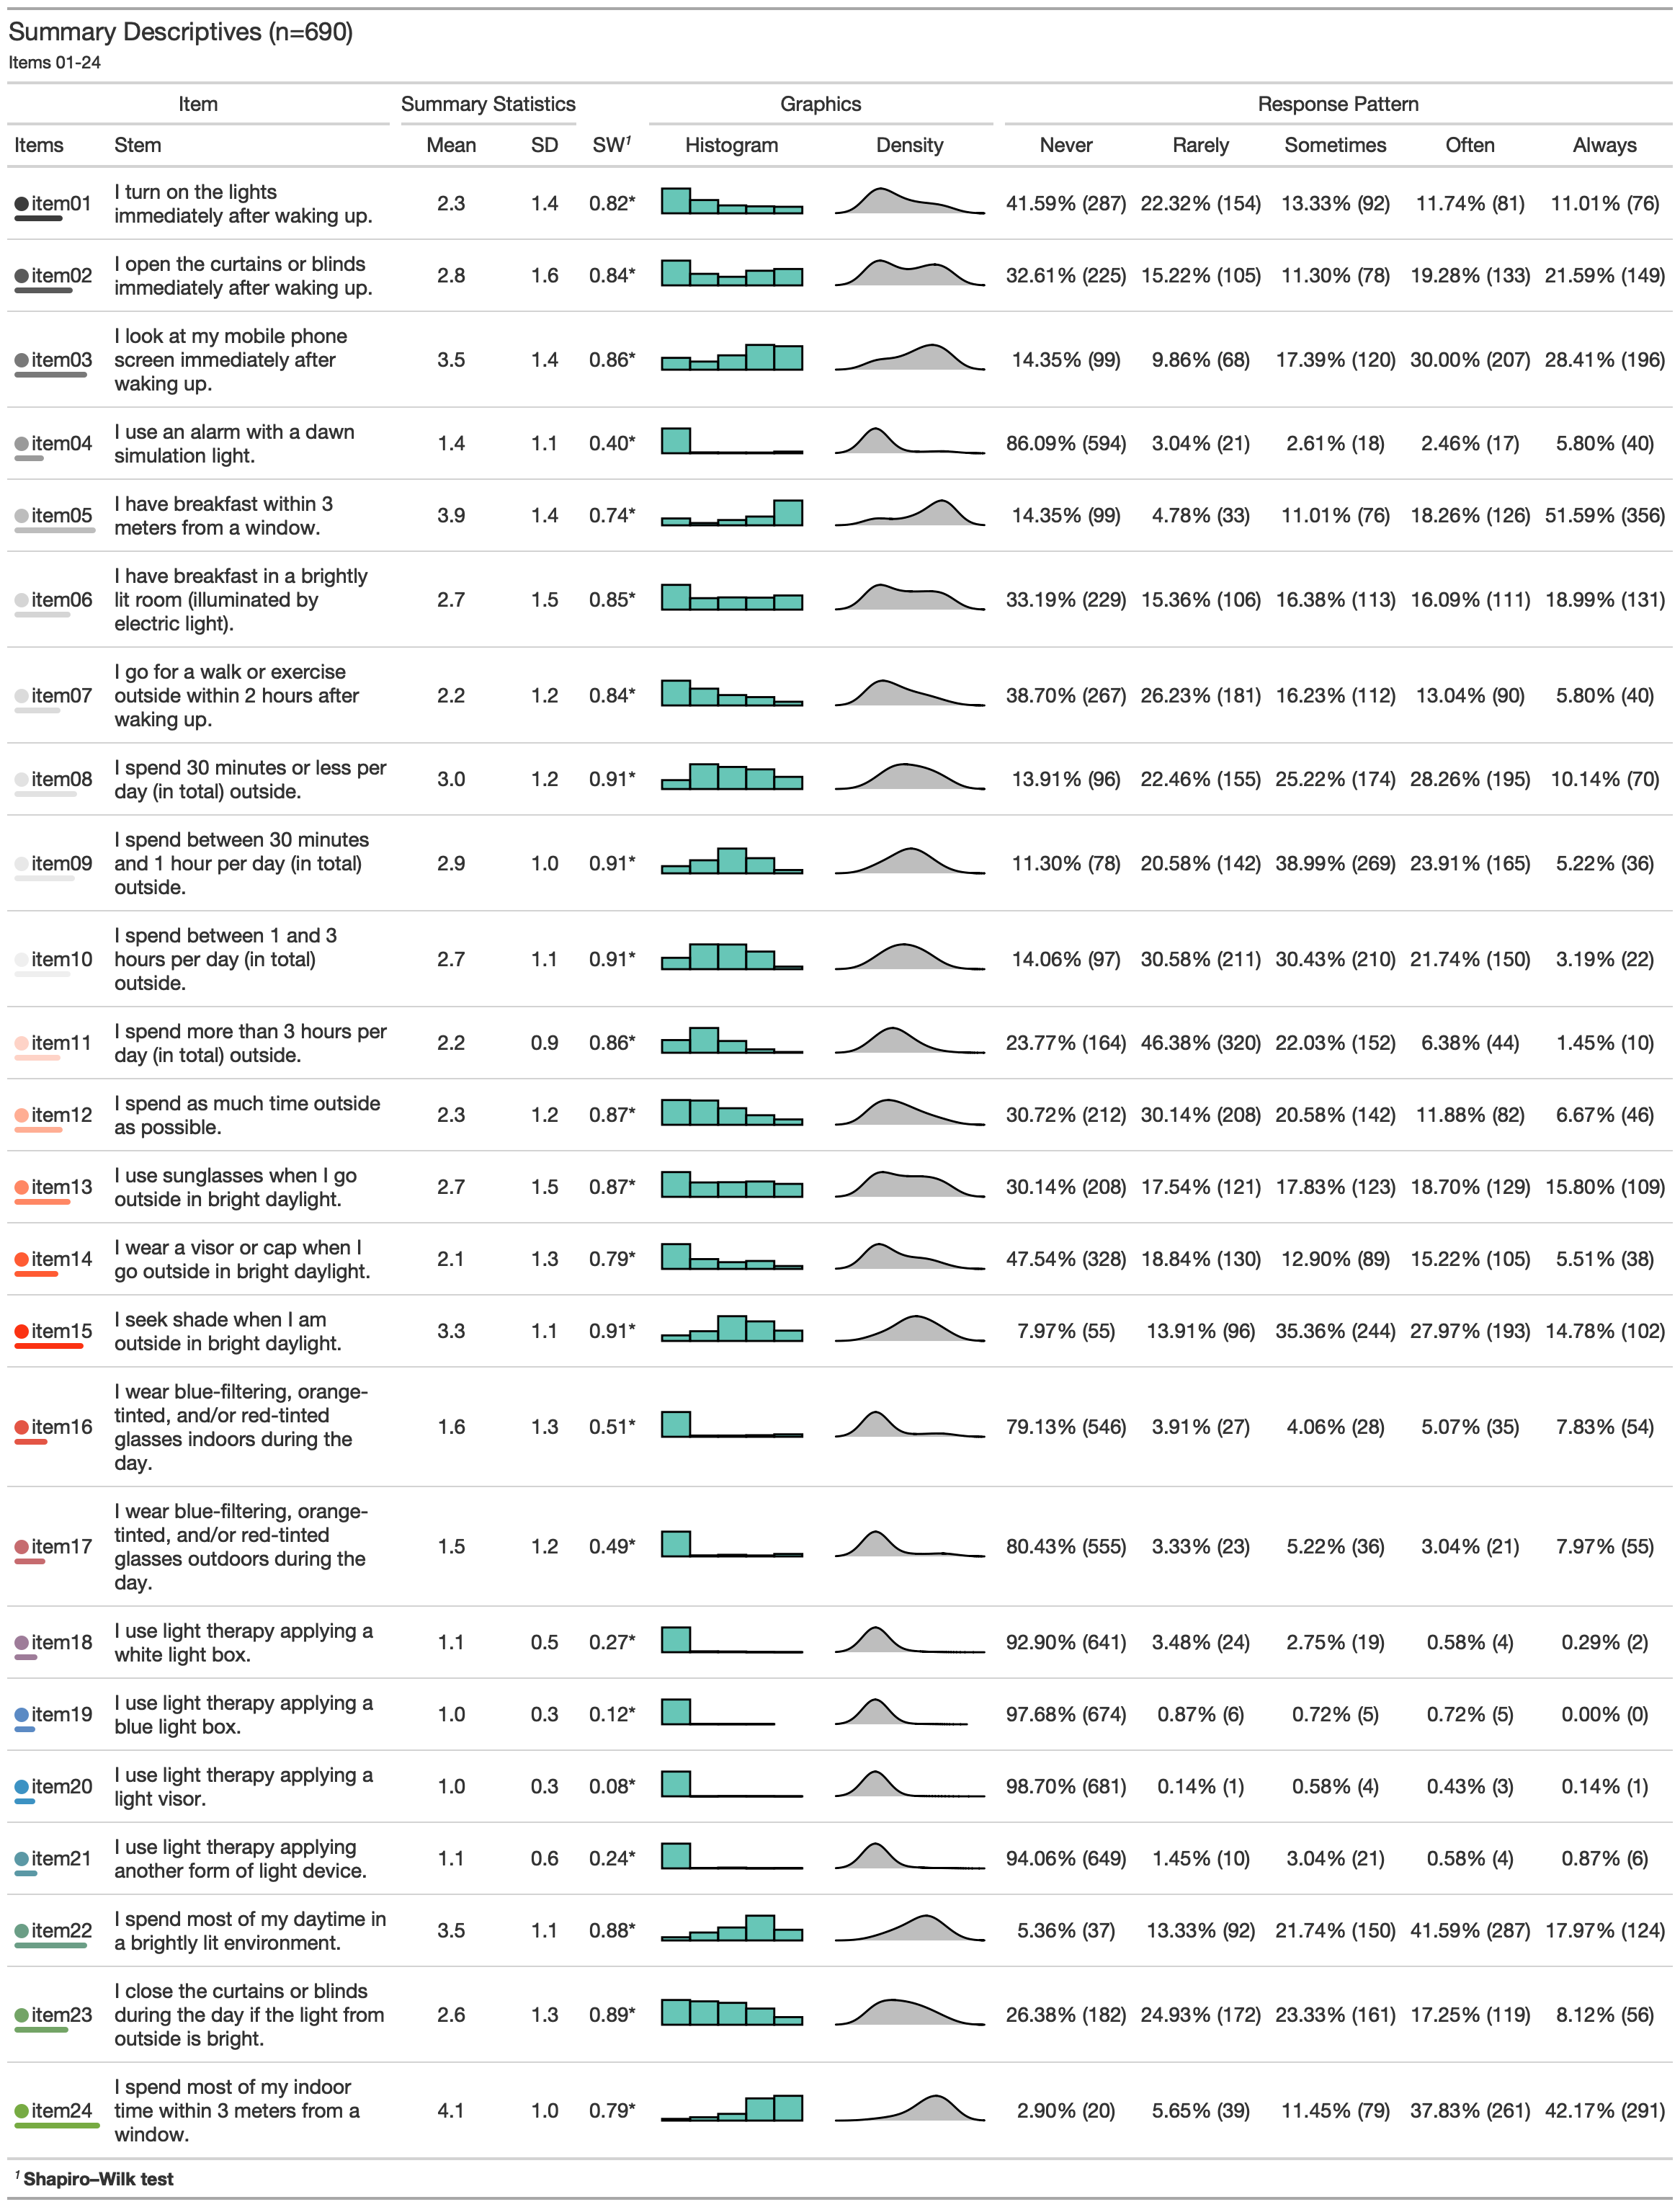 Summary Descriptives (n=690)
Items 01-24
Item Summary Statistics Graphics Response Pattern
Items Stem Mean SD SW¹ Histogram Density Never Rarely Sometimes Often Always
I turn on the lights
item01 2.3 1.4 0.82* 41.59% (287) 22.32% (154) 13.33% (92) 11.74% (81) 11.01% (76)
immediately after waking up.
I open the curtains or blinds
item02 2.8 1.6 0.84* 32.61% (225) 15.22% (105) 11.30% (78) 19.28% (133) 21.59% (149)
immediately after waking up.
I look at my mobile phone
item03 screen immediately after 3.5 1.4 0.86* 14.35% (99) 9.86% (68) 17.39% (120) 30.00% (207) 28.41% (196)
waking up.
I use an alarm with a dawn
item04 1.4 1.1 0.40* 86.09% (594) 3.04% (21) 2.61% (18) 2.46% (17) 5.80% (40)
simulation light.
I have breakfast within 3
item05 3.9 1.4 0.74* 14.35% (99) 4.78% (33) 11.01% (76) 18.26% (126) 51.59% (356)
meters from a window.
I have breakfast in a brightly
item06 lit room (illuminated by 2.7 1.5 0.85* 33.19% (229) 15.36% (106) 16.38% (113) 16.09% (111) 18.99% (131)
electric light).
I go for a walk or exercise
item07 outside within 2 hours after 2.2 1.2 0.84* 38.70% (267) 26.23% (181) 16.23% (112) 13.04% (90) 5.80% (40)
waking up.
I spend 30 minutes or less per
item08 3.0 1.2 0.91* 13.91% (96) 22.46% (155) 25.22% (174) 28.26% (195) 10.14% (70)
day (in total) outside.
I spend between 30 minutes
item09 and 1 hour per day (in total) 2.9 1.0 0.91* 11.30% (78) 20.58% (142) 38.99% (269) 23.91% (165) 5.22% (36)
outside.
I spend between 1 and 3
item10 hours per day (in total) 2.7 1.1 0.91* 14.06% (97) 30.58% (211) 30.43% (210) 21.74% (150) 3.19% (22)
outside.
I spend more than 3 hours per
item11 2.2 0.9 0.86* 23.77% (164) 46.38% (320) 22.03% (152) 6.38% (44) 1.45% (10)
day (in total) outside.
I spend as much time outside
item12 2.3 1.2 0.87* 30.72% (212) 30.14% (208) 20.58% (142) 11.88% (82) 6.67% (46)
as possible.
I use sunglasses when I go
item13 2.7 1.5 0.87* 30.14% (208) 17.54% (121) 17.83% (123) 18.70% (129) 15.80% (109)
outside in bright daylight.
I wear a visor or cap when I
item14 2.1 1.3 0.79* 47.54% (328) 18.84% (130) 12.90% (89) 15.22% (105) 5.51% (38)
go outside in bright daylight.
I seek shade when I am
item15 3.3 1.1 0.91* 7.97% (55) 13.91% (96) 35.36% (244) 27.97% (193) 14.78% (102)
outside in bright daylight.
I wear blue-filtering, orange-
tinted, and/or red-tinted
item16 1.6 1.3 0.51* 79.13% (546) 3.91% (27) 4.06% (28) 5.07% (35) 7.83% (54)
glasses indoors during the
day.
I wear blue-filtering, orange-
tinted, and/or red-tinted
item17 1.5 1.2 0.49* 80.43% (555) 3.33% (23) 5.22% (36) 3.04% (21) 7.97% (55)
glasses outdoors during the
day.
I use light therapy applying a
item18 1.1 0.5 0.27* 92.90% (641) 3.48% (24) 2.75% (19) 0.58% (4) 0.29% (2)
white light box.
I use light therapy applying a
item19 1.0 0.3 0.12* 97.68% (674) 0.87% (6) 0.72% (5) 0.72% (5) 0.00% (0)
blue light box.
I use light therapy applying a
item20 1.0 0.3 0.08* 98.70% (681) 0.14% (1) 0.58% (4) 0.43% (3) 0.14% (1)
light visor.
I use light therapy applying
item21 1.1 0.6 0.24* 94.06% (649) 1.45% (10) 3.04% (21) 0.58% (4) 0.87% (6)
another form of light device.
I spend most of my daytime in
item22 3.5 1.1 0.88* 5.36% (37) 13.33% (92) 21.74% (150) 41.59% (287) 17.97% (124)
a brightly lit environment.
I close the curtains or blinds
item23 during the day if the light from 2.6 1.3 0.89* 26.38% (182) 24.93% (172) 23.33% (161) 17.25% (119) 8.12% (56)
outside is bright.
I spend most of my indoor
item24 time within 3 meters from a 4.1 1.0 0.79* 2.90% (20) 5.65% (39) 11.45% (79) 37.83% (261) 42.17% (291)
window.
¹ Shapiro–Wilk test